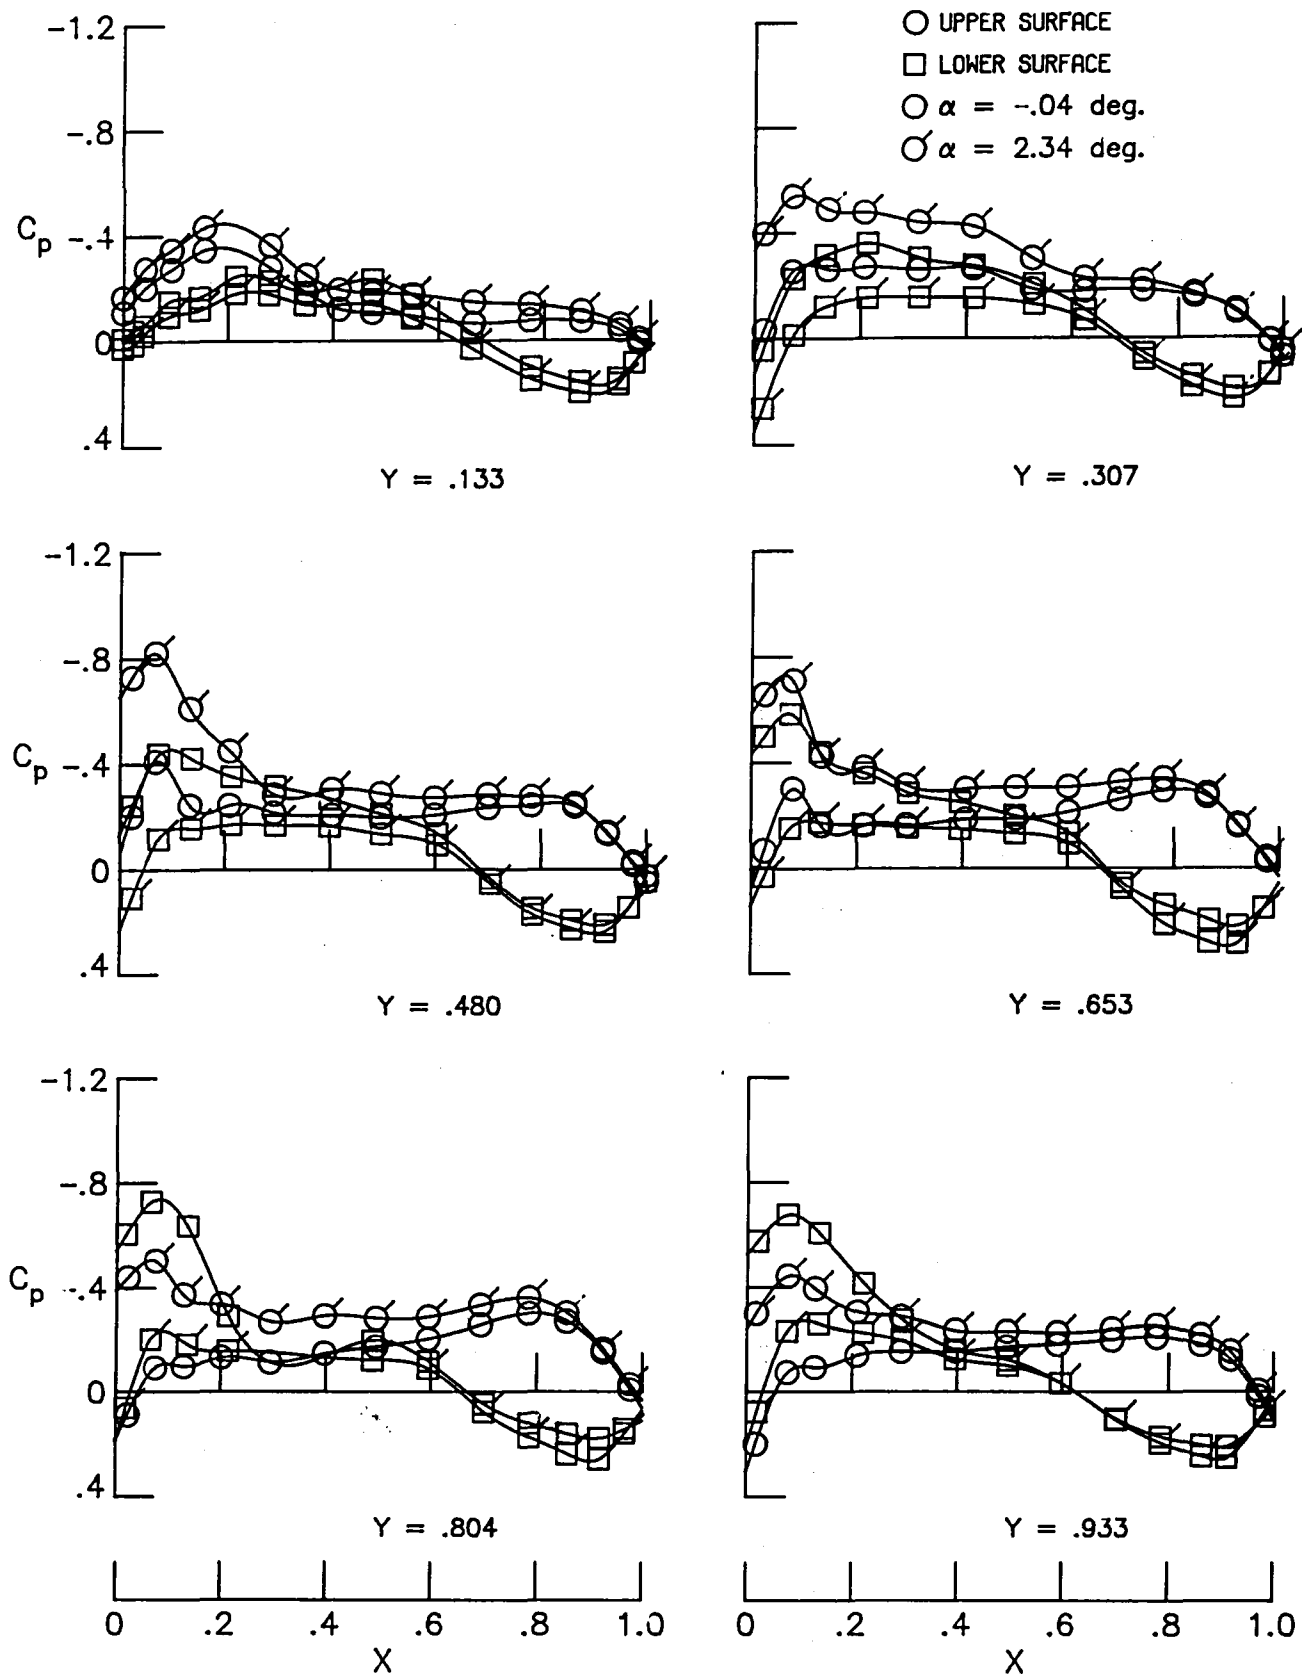 UPPER SURFACE
LOWER SURFACE
α = -.04 deg.
α = 2.34 deg.
-1.2
-.8
Cp -.4
0
.4
Y = .133
Y = .307
-1.2
-.8
Cp -.4
0
.4
Y = .480
Y = .653
-1.2
-.8
Cp -.4
0
.4
Y = .804
Y = .933
0 .2 .4 .6 .8 1.0
X
0 .2 .4 .6 .8 1.0
X